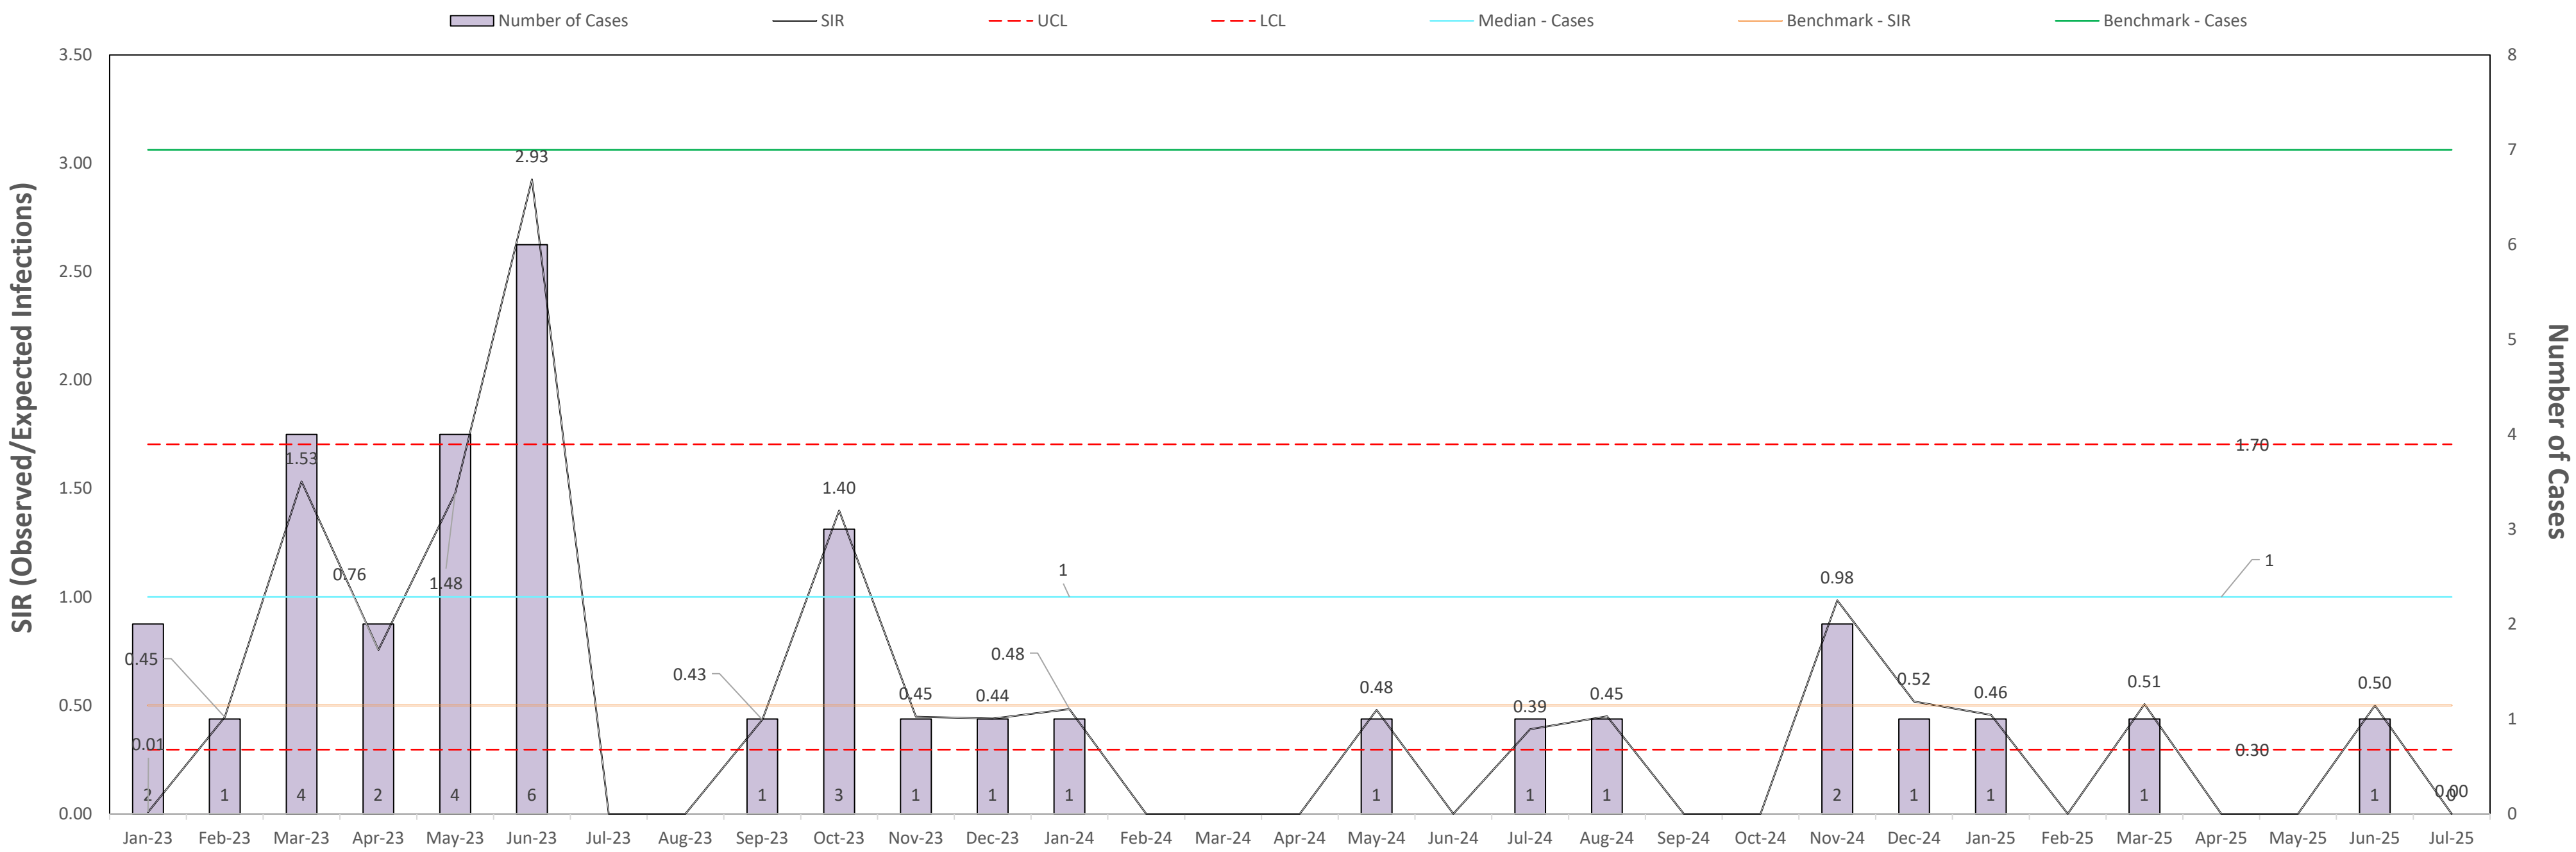 Number of Cases SIR UCL LCL Median - Cases Benchmark - SIR Benchmark - Cases
3.50 8
3.00 7
2.93
2.50 6
5
2.00
1.70
4
1.53
1.50
1.40
1.48
3
0.76
1 1
1.00
0.98
2
0.45 0.43 0.48
0.45 0.44 0.48 0.39 0.45 0.52 0.46 0.51 0.50
0.50 1
0.01 0.30
2 1 4 2 4 6 1 3 1 1 1 1 1 1 2 1 1 1 1 0
0.00 0.00 0
Jan-23 Feb-23 Mar-23 Apr-23 May-23 Jun-23 Jul-23 Aug-23 Sep-23 Oct-23 Nov-23 Dec-23 Jan-24 Feb-24 Mar-24 Apr-24 May-24 Jun-24 Jul-24 Aug-24 Sep-24 Oct-24 Nov-24 Dec-24 Jan-25 Feb-25 Mar-25 Apr-25 May-25 Jun-25 Jul-25
SIR (Observed/Expected Infections)
Number of Cases